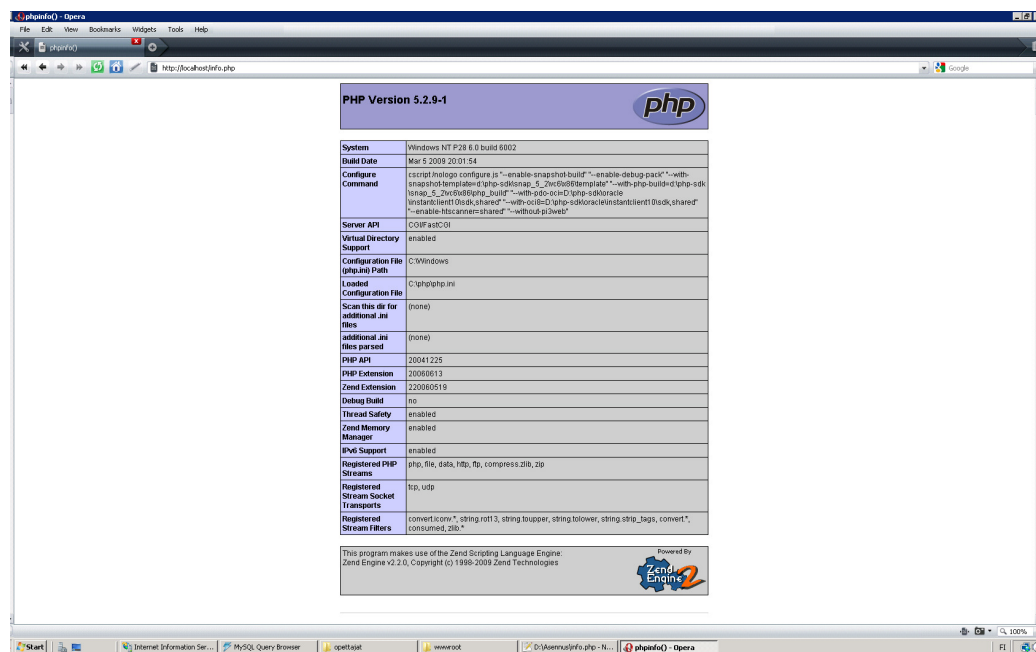 phpinfo() - Opera
File Edit View Bookmarks Widgets Tools Help
phpinfo()
http://localhost/info.php
Google
PHP Version 5.2.9-1
php
System Windows NT P28 6.0 build 6002
Build Date Mar 5 2009 20:01:54
Configure Command cscript /nologo configure.js "--enable-snapshot-build" "--enable-debug-pack" "--with-
snapshot-template=d:\php-sdk\snap_5_2\vc6\x86\template" "--with-php-build=d:\php-sdk
\snap_5_2\vc6\x86\php_build" "--with-pdo-oci=D:\php-sdk\oracle
\instantclient10\sdk,shared" "--with-oci8=D:\php-sdk\oracle\instantclient10\sdk,shared"
"--enable-htscanner=shared" "--without-pi3web"
Server API CGI/FastCGI
Virtual Directory Support enabled
Configuration File (php.ini) Path C:\Windows
Loaded Configuration File C:\php\php.ini
Scan this dir for additional .ini files (none)
additional .ini files parsed (none)
PHP API 20041225
PHP Extension 20060613
Zend Extension 220060519
Debug Build no
Thread Safety enabled
Zend Memory Manager enabled
IPv6 Support enabled
Registered PHP Streams php, file, data, http, ftp, compress.zlib, zip
Registered Stream Socket Transports tcp, udp
Registered Stream Filters convert.iconv.*, string.rot13, string.toupper, string.tolower, string.strip_tags, convert.*,
consumed, zlib.*
This program makes use of the Zend Scripting Language Engine:
Zend Engine v2.2.0, Copyright (c) 1998-2009 Zend Technologies
Powered By
Zend Engine 2
100%
Start Internet Information Ser... MySQL Query Browser opettajat wwwroot D:\Asennus\info.php - N... phpinfo() - Opera FI